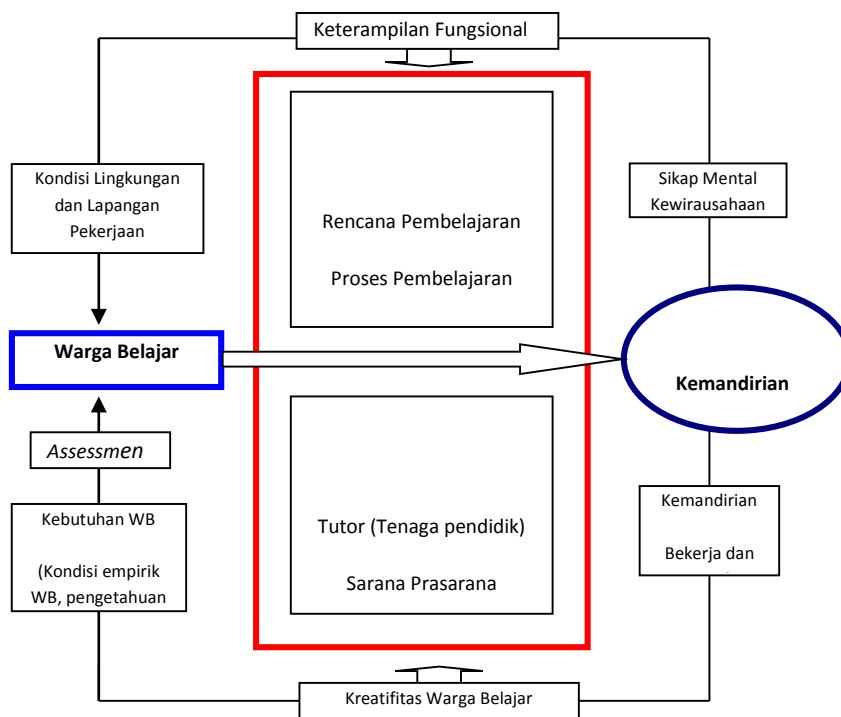 Keterampilan Fungsional
Kondisi Lingkungan
dan Lapangan
Pekerjaan
Rencana Pembelajaran
Proses Pembelajaran
Sikap Mental
Kewirausahaan
Warga Belajar
Kemandirian
Assessmen
Kebutuhan WB
(Kondisi empirik
WB, pengetahuan
Tutor (Tenaga pendidik)
Sarana Prasarana
Kemandirian
Bekerja dan
Kreatifitas Warga Belajar